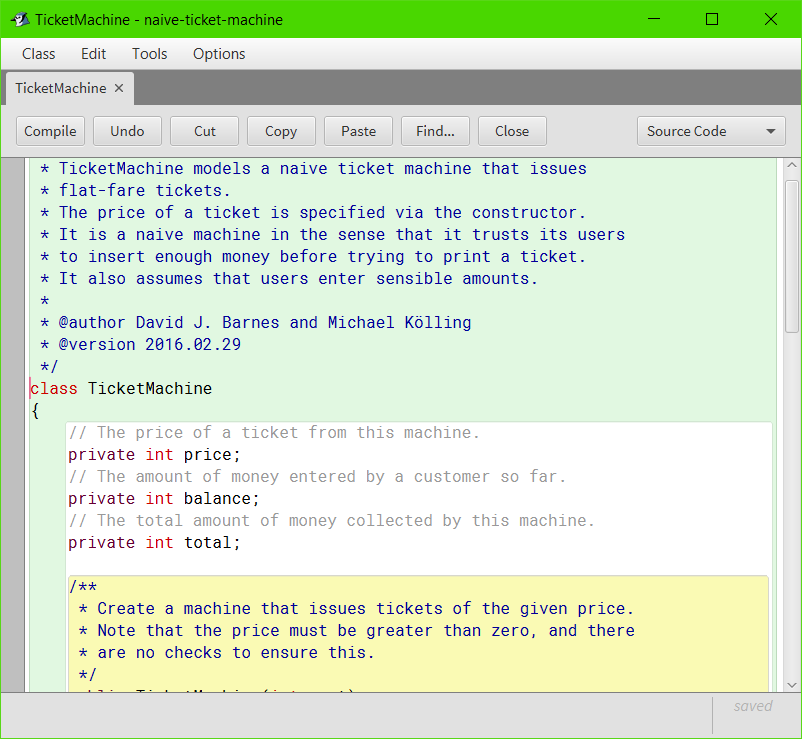 TicketMachine - naive-ticket-machine
Class Edit Tools Options
TicketMachine
Compile Undo Cut Copy Paste Find... Close Source Code
* TicketMachine models a naive ticket machine that issues
* flat-fare tickets.
* The price of a ticket is specified via the constructor.
* It is a naive machine in the sense that it trusts its users
* to insert enough money before trying to print a ticket.
* It also assumes that users enter sensible amounts.
*
* @author David J. Barnes and Michael Kölling
* @version 2016.02.29
*/
class TicketMachine
{
// The price of a ticket from this machine.
private int price;
// The amount of money entered by a customer so far.
private int balance;
// The total amount of money collected by this machine.
private int total;
/**
* Create a machine that issues tickets of the given price.
* Note that the price must be greater than zero, and there
* are no checks to ensure this.
*/
saved